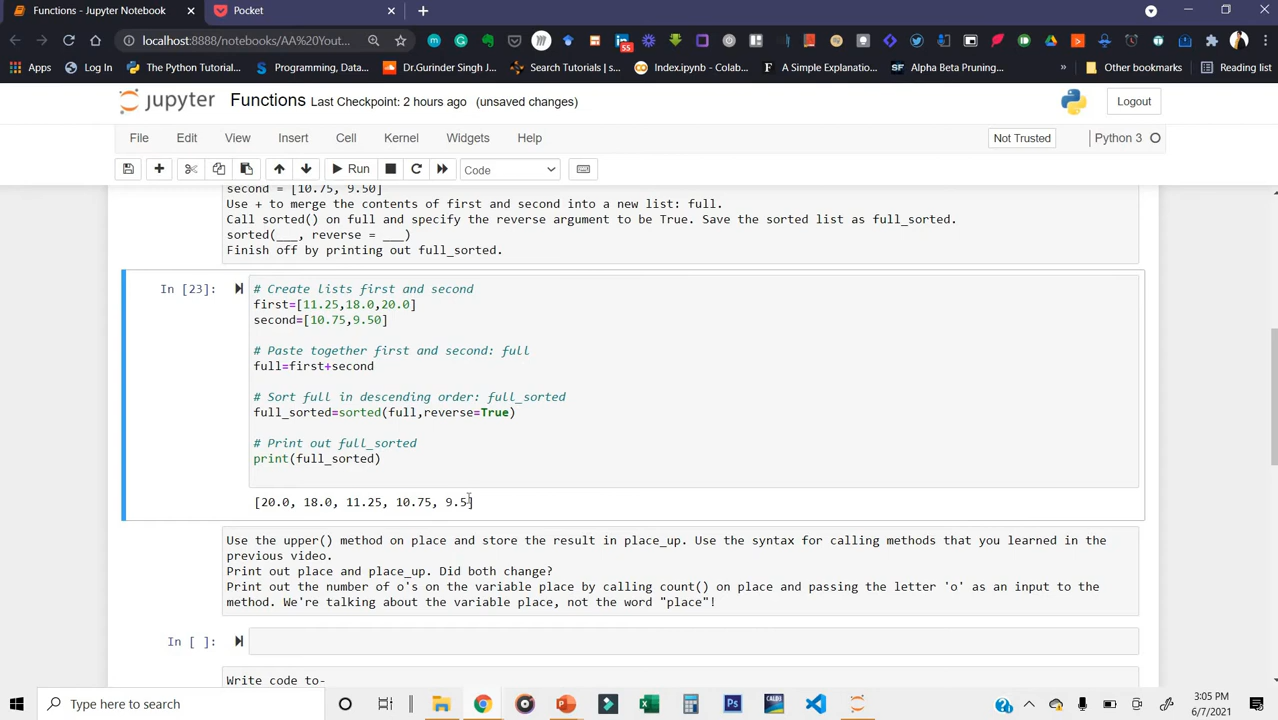 Functions - Jupyter Notebook
Pocket
localhost:8888/notebooks/AA%20Yout...
55
Apps
Log In
The Python Tutorial...
Programming, Data...
Dr.Gurinder Singh J...
Search Tutorials | S...
Index.ipynb - Colab...
A Simple Explanatio...
Alpha Beta Pruning...
Other bookmarks
Reading list
jupyter Functions Last Checkpoint: 2 hours ago (unsaved changes)
Logout
File Edit View Insert Cell Kernel Widgets Help
Not Trusted
Python 3
Run
Code
second = [10.75, 9.50]
Use + to merge the contents of first and second into a new list: full.
Call sorted() on full and specify the reverse argument to be True. Save the sorted list as full_sorted.
sorted(___, reverse = ___)
Finish off by printing out full_sorted.
In [23]:
# Create lists first and second
first=[11.25,18.0,20.0]
second=[10.75,9.50]
# Paste together first and second: full
full=first+second
# Sort full in descending order: full_sorted
full_sorted=sorted(full,reverse=True)
# Print out full_sorted
print(full_sorted)
[20.0, 18.0, 11.25, 10.75, 9.5]
Use the upper() method on place and store the result in place_up. Use the syntax for calling methods that you learned in the
previous video.
Print out place and place_up. Did both change?
Print out the number of o's on the variable place by calling count() on place and passing the letter 'o' as an input to the
method. We're talking about the variable place, not the word "place"!
In [ ]:
Write code to-
Type here to search
3:05 PM
6/7/2021